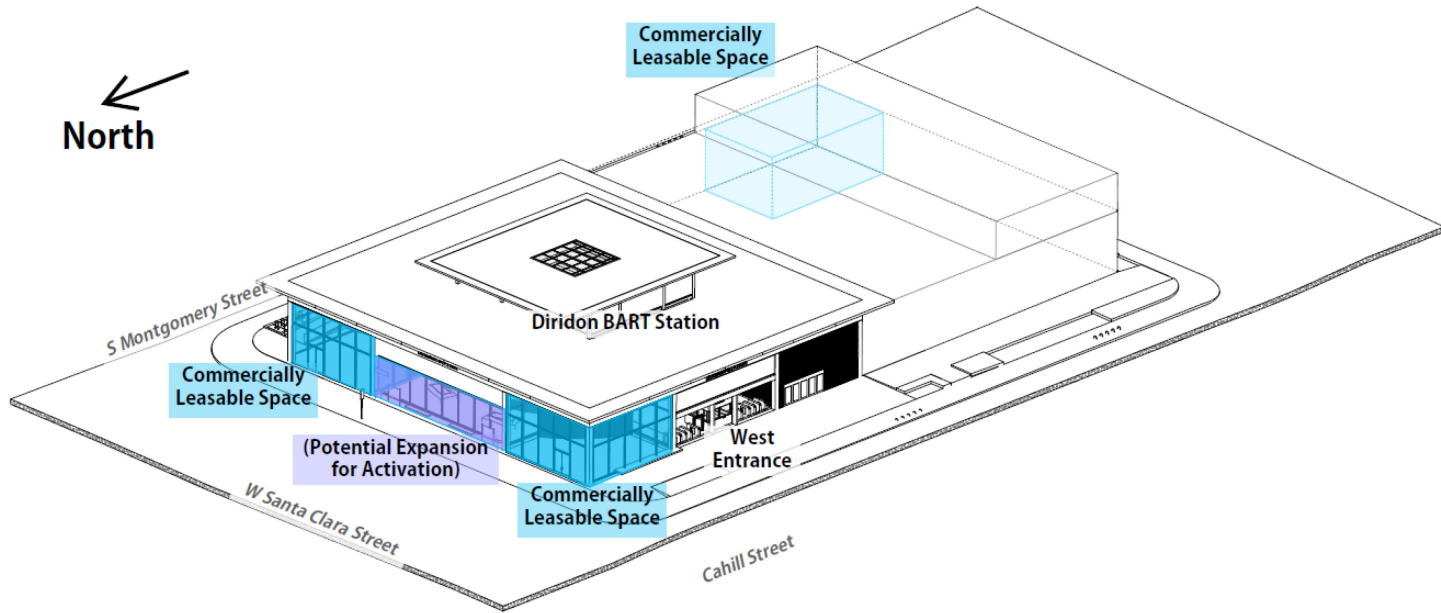 Commercially
Leasable Space
North
S Montgomery Street
Diridon BART Station
Commercially
Leasable Space
(Potential Expansion
for Activation)
West
Entrance
Commercially
Leasable Space
W Santa Clara Street
Cahill Street